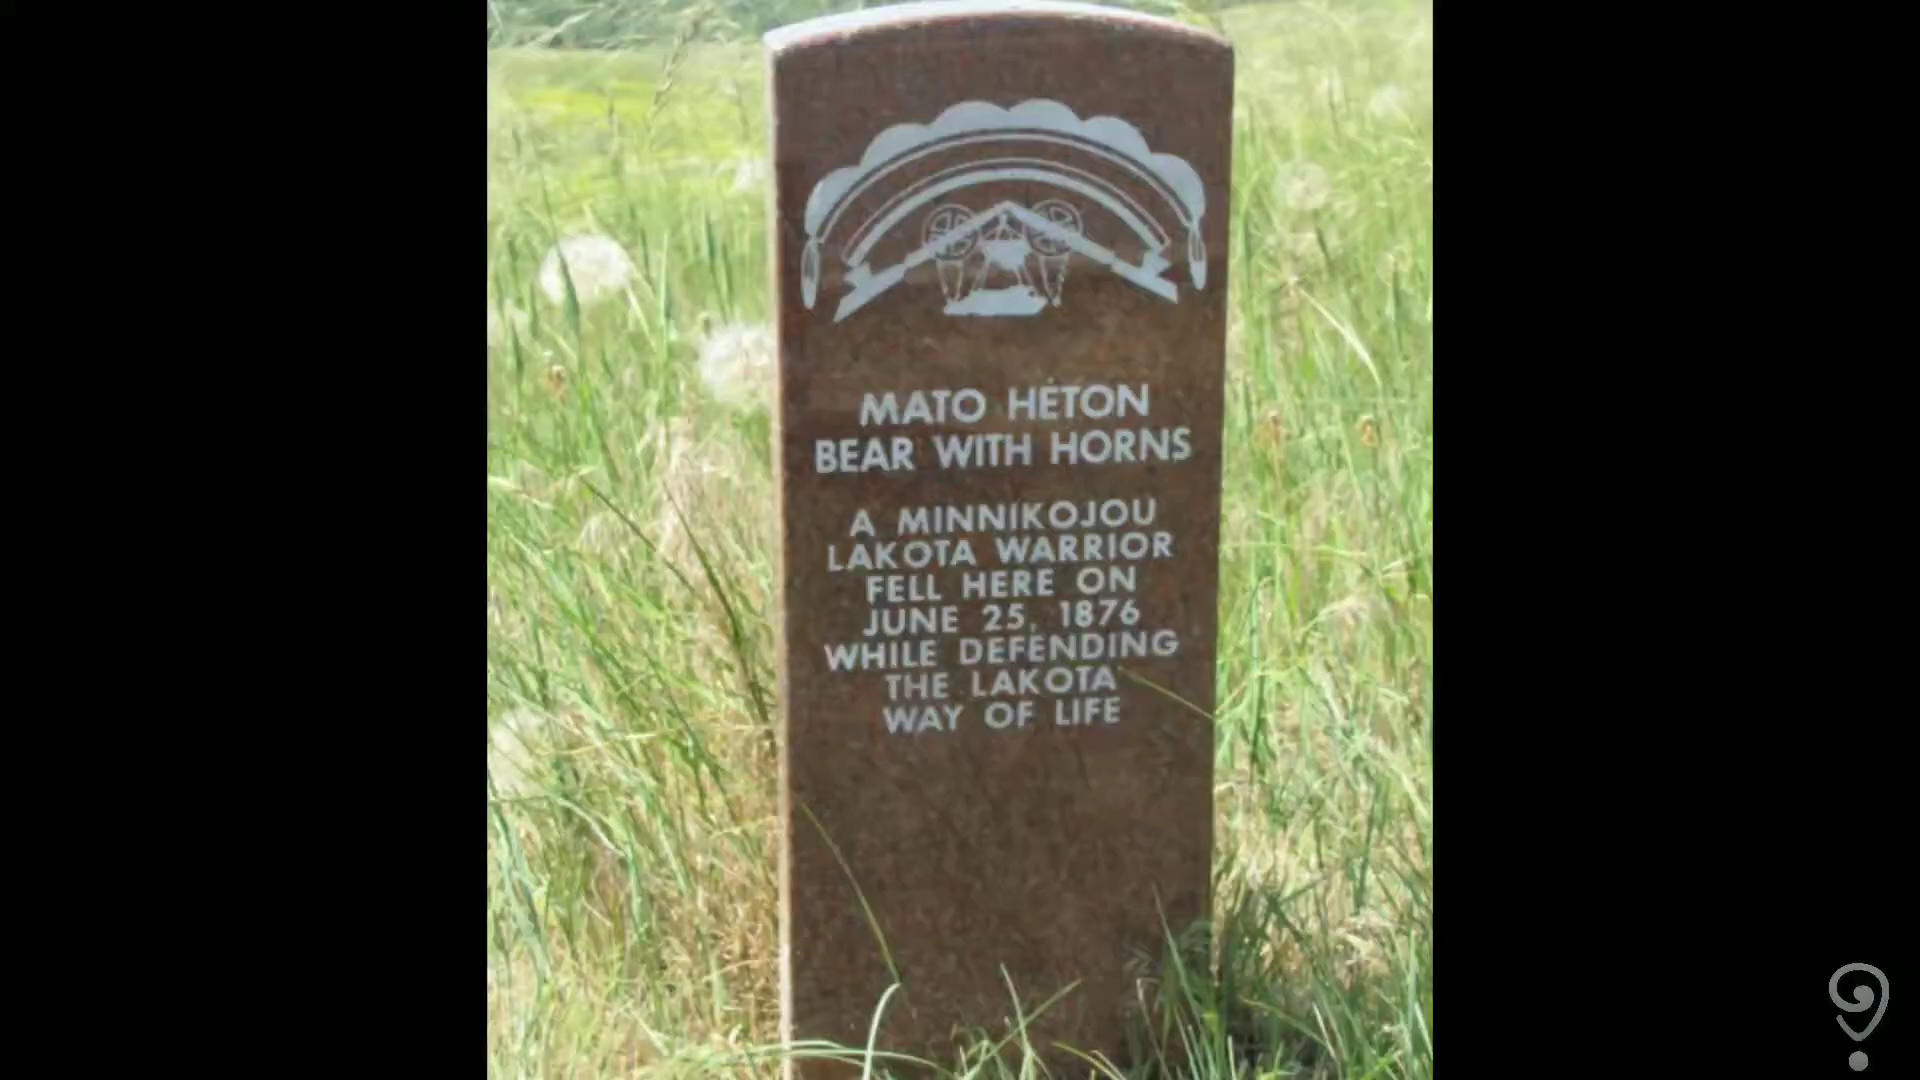 MATO HETON
BEAR WITH HORNS
A MINNIKOJOU
LAKOTA WARRIOR
FELL HERE ON
JUNE 25, 1876
WHILE DEFENDING
THE LAKOTA
WAY OF LIFE